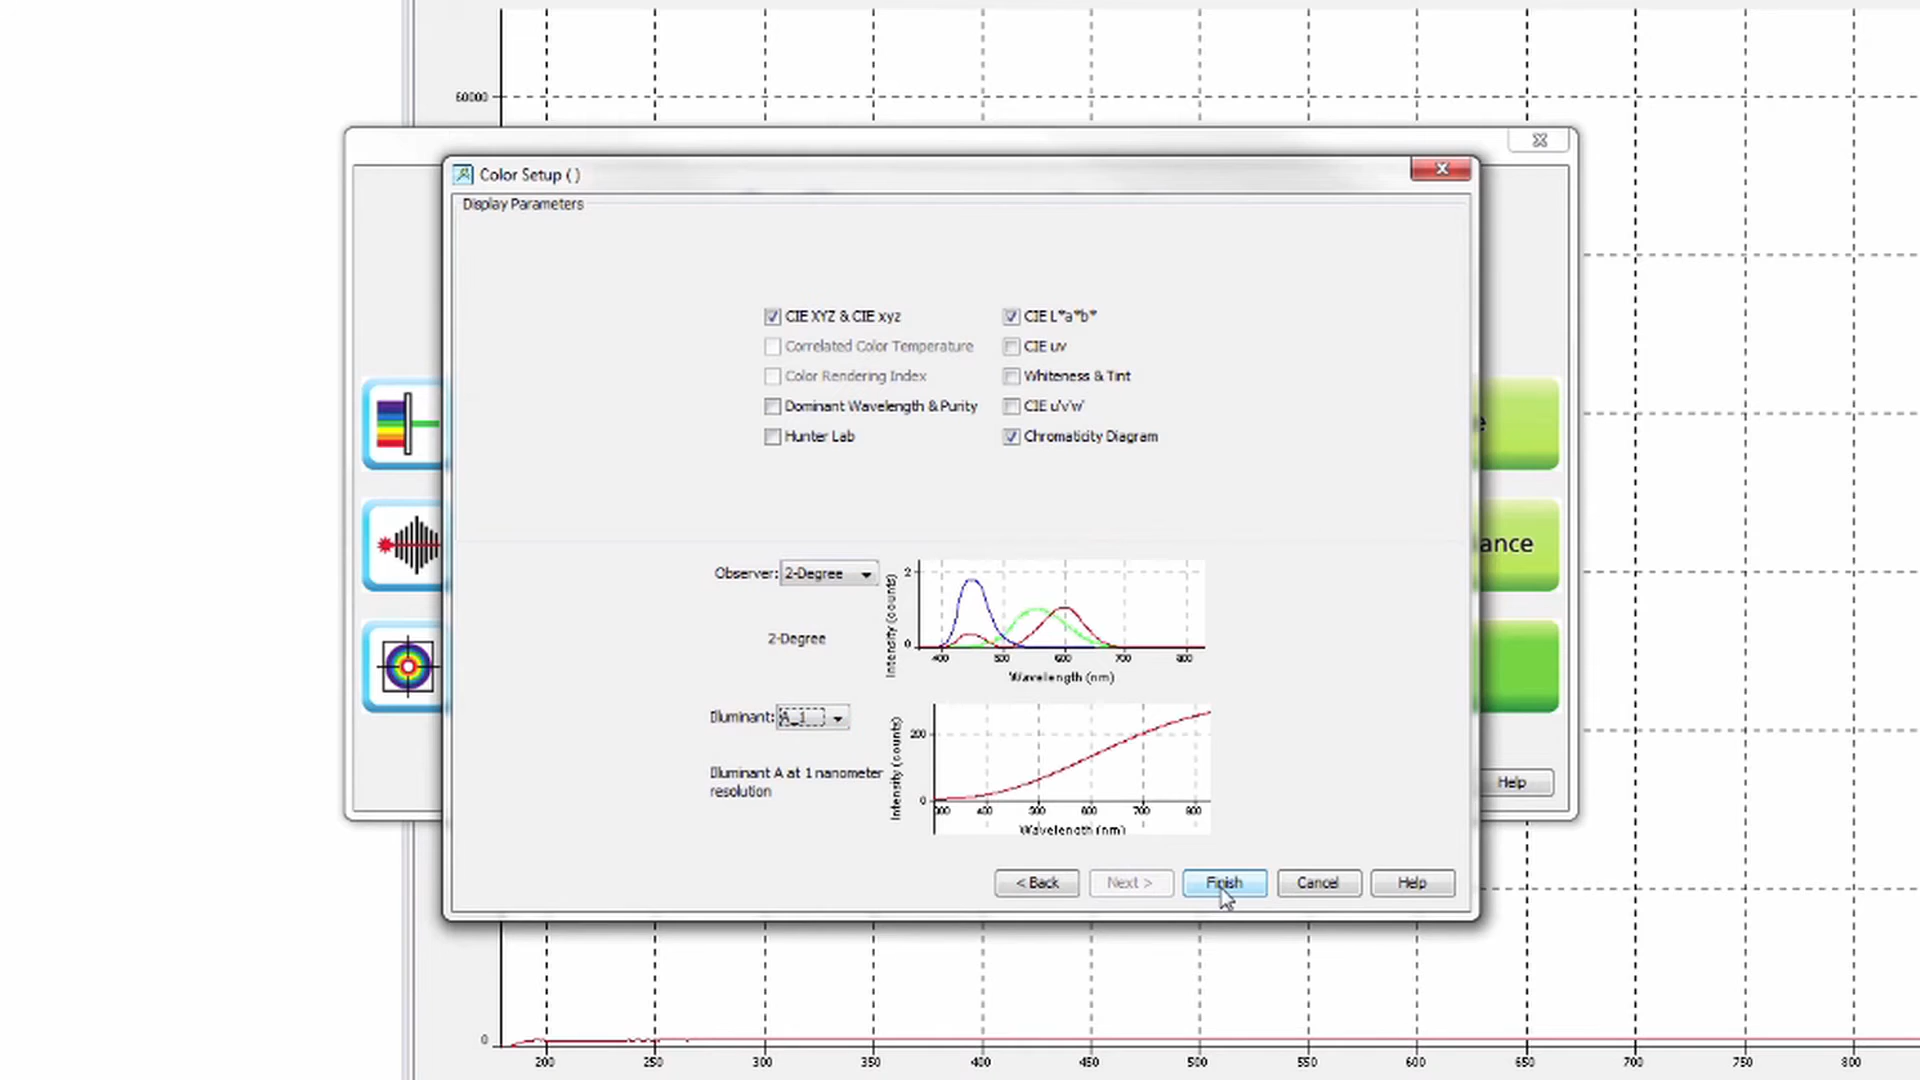 60000
Color Setup ( )
Display Parameters
CIE XYZ & CIE xyz
CIE L*a*b*
Correlated Color Temperature
CIE uv
Color Rendering Index
Whiteness & Tint
Dominant Wavelength & Purity
CIE u'v'w'
Hunter Lab
Chromaticity Diagram
e
ance
Observer:
2-Degree
2-Degree
Intensity (counts)
2
0
400 500 600 700 800
Wavelength (nm)
Illuminant:
A_1
Illuminant A at 1 nanometer
resolution
Intensity (counts)
200
0
300 400 500 600 700 800
Wavelength (nm)
Help
< Back
Next >
Finish
Cancel
Help
0
200 250 300 350 400 450 500 550 600 650 700 750 800